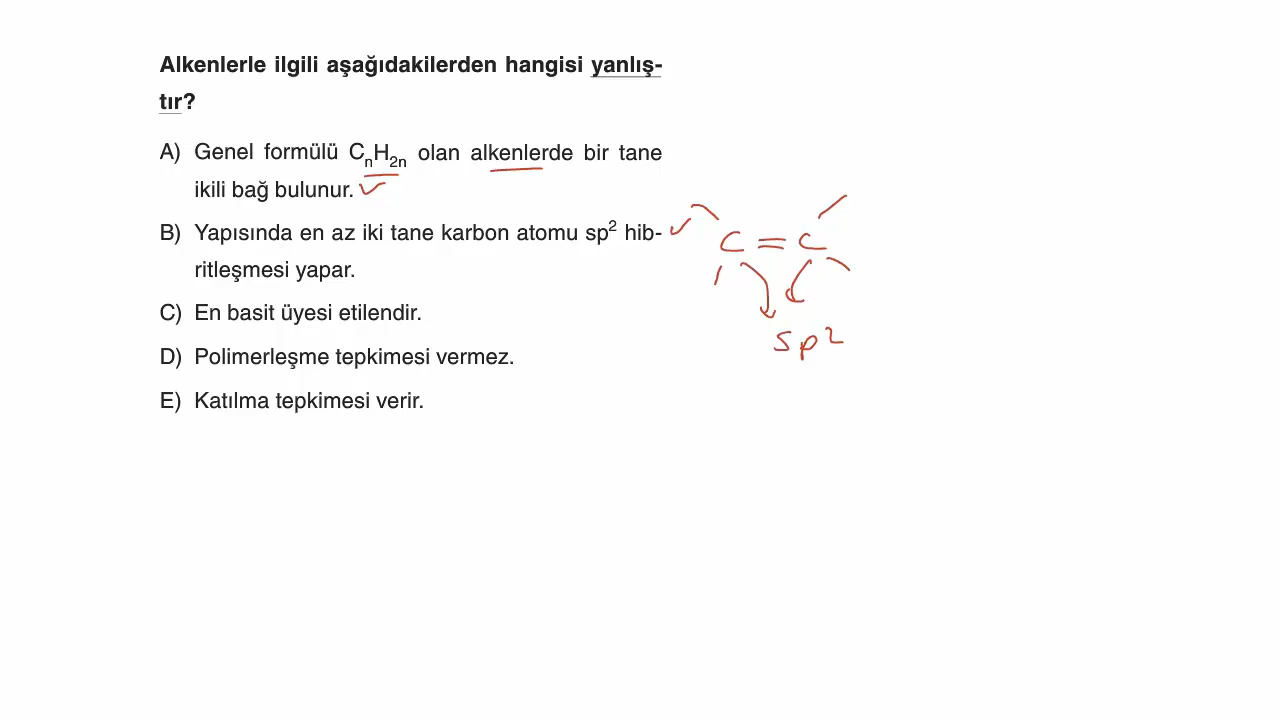 Alkenlerle ilgili aşağıdakilerden hangisi yanlış-
tır?
A) Genel formülü CnH2n olan alkenlerde bir tane
ikili bağ bulunur.
B) Yapısında en az iki tane karbon atomu sp² hib-
ritleşmesi yapar.
C) En basit üyesi etilendir.
D) Polimerleşme tepkimesi vermez.
E) Katılma tepkimesi verir.
C = C
sp²